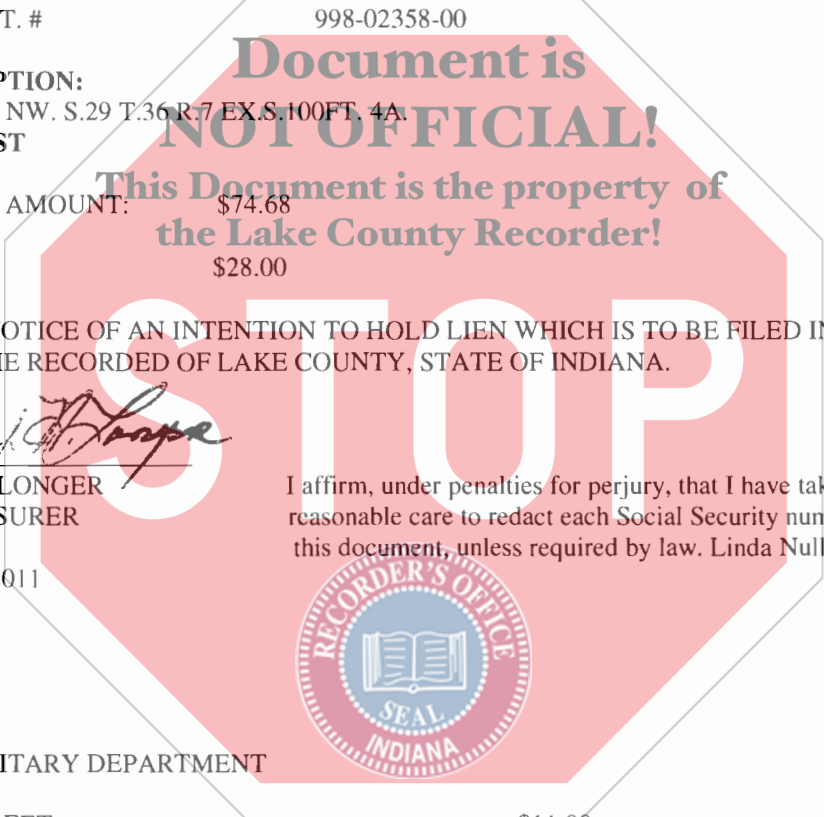 T. # 998-02358-00
Document is
PTION:
NW. S.29 T.36 R.7 EX.S.100FT. 4A.
NOT OFFICIAL!
ST
This Document is the property of
AMOUNT: $74.68
the Lake County Recorder!
$28.00
STOP
OTICE OF AN INTENTION TO HOLD LIEN WHICH IS TO BE FILED IN
E RECORDED OF LAKE COUNTY, STATE OF INDIANA.
LONGER
I affirm, under penalties for perjury, that I have tak
SURER
reasonable care to redact each Social Security num
this document, unless required by law. Linda Null
011
RECORDER'S OFFICE
SEAL
INDIANA
ITARY DEPARTMENT